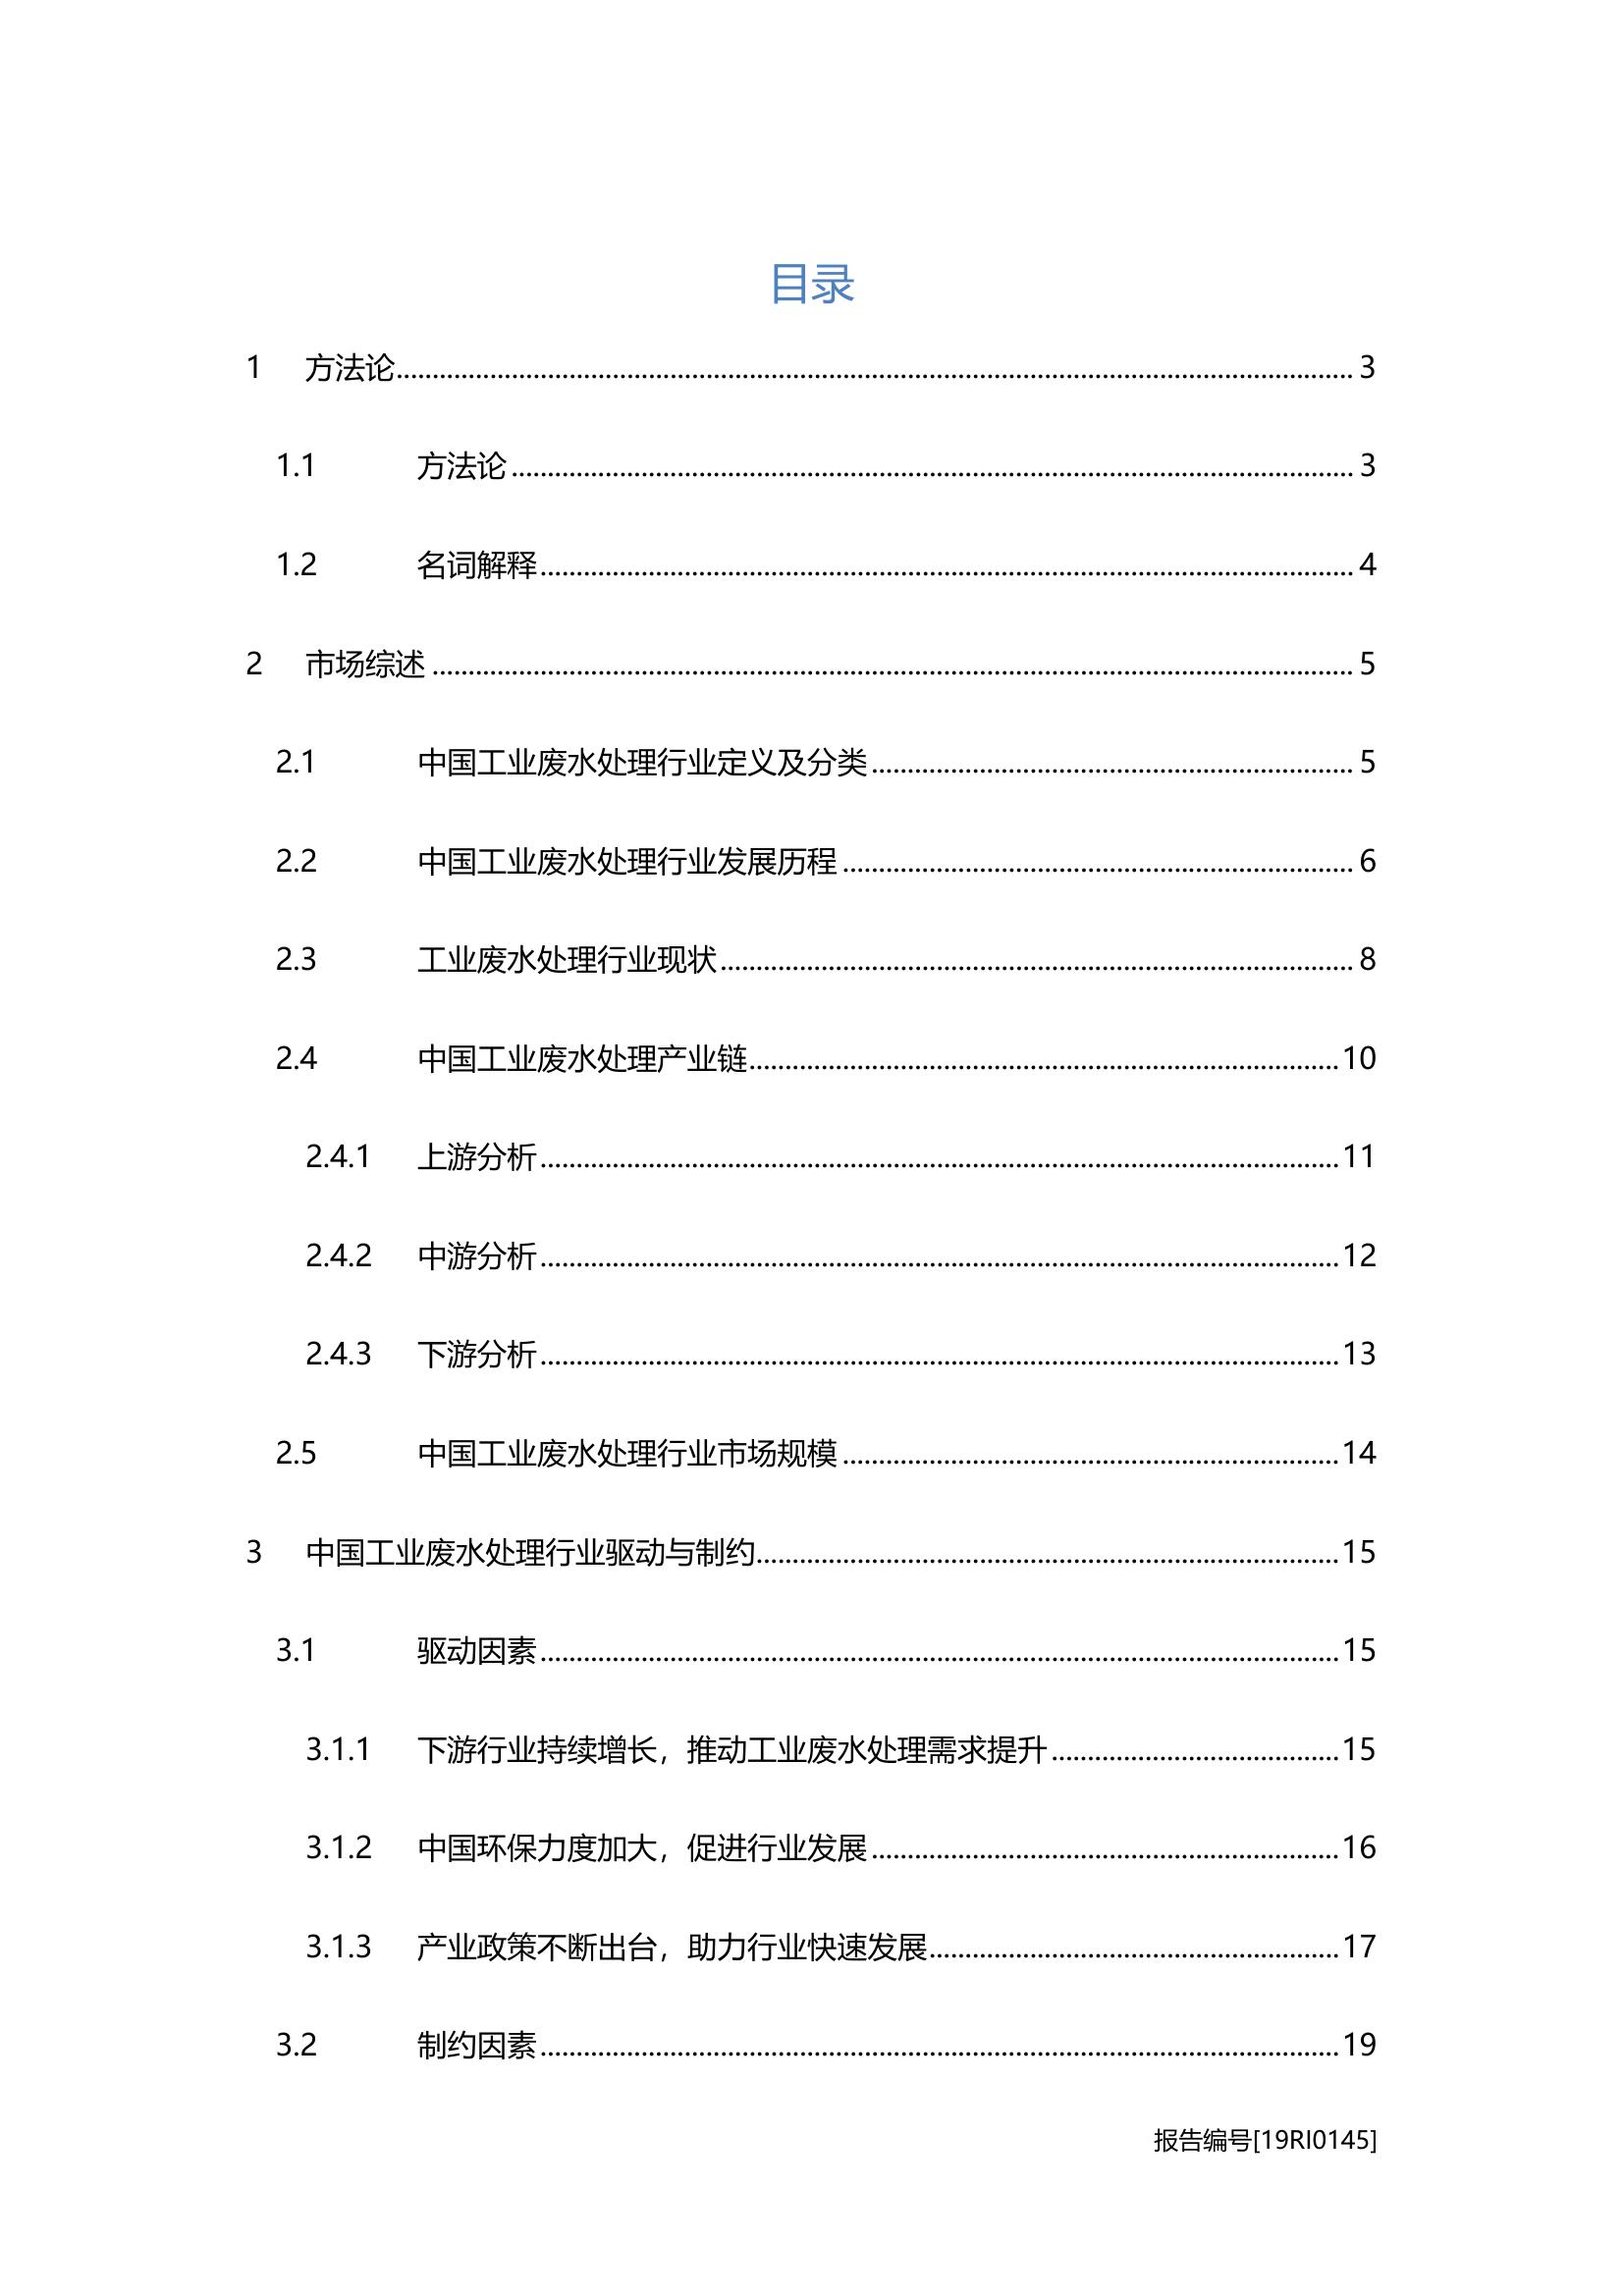 目录
1 方法论 3
1.1 方法论 3
1.2 名词解释 4
2 市场综述 5
2.1 中国工业废水处理行业定义及分类 5
2.2 中国工业废水处理行业发展历程 6
2.3 工业废水处理行业现状 8
2.4 中国工业废水处理产业链 10
2.4.1 上游分析 11
2.4.2 中游分析 12
2.4.3 下游分析 13
2.5 中国工业废水处理行业市场规模 14
3 中国工业废水处理行业驱动与制约 15
3.1 驱动因素 15
3.1.1 下游行业持续增长，推动工业废水处理需求提升 15
3.1.2 中国环保力度加大，促进行业发展 16
3.1.3 产业政策不断出台，助力行业快速发展 17
3.2 制约因素 19
报告编号[19RI0145]